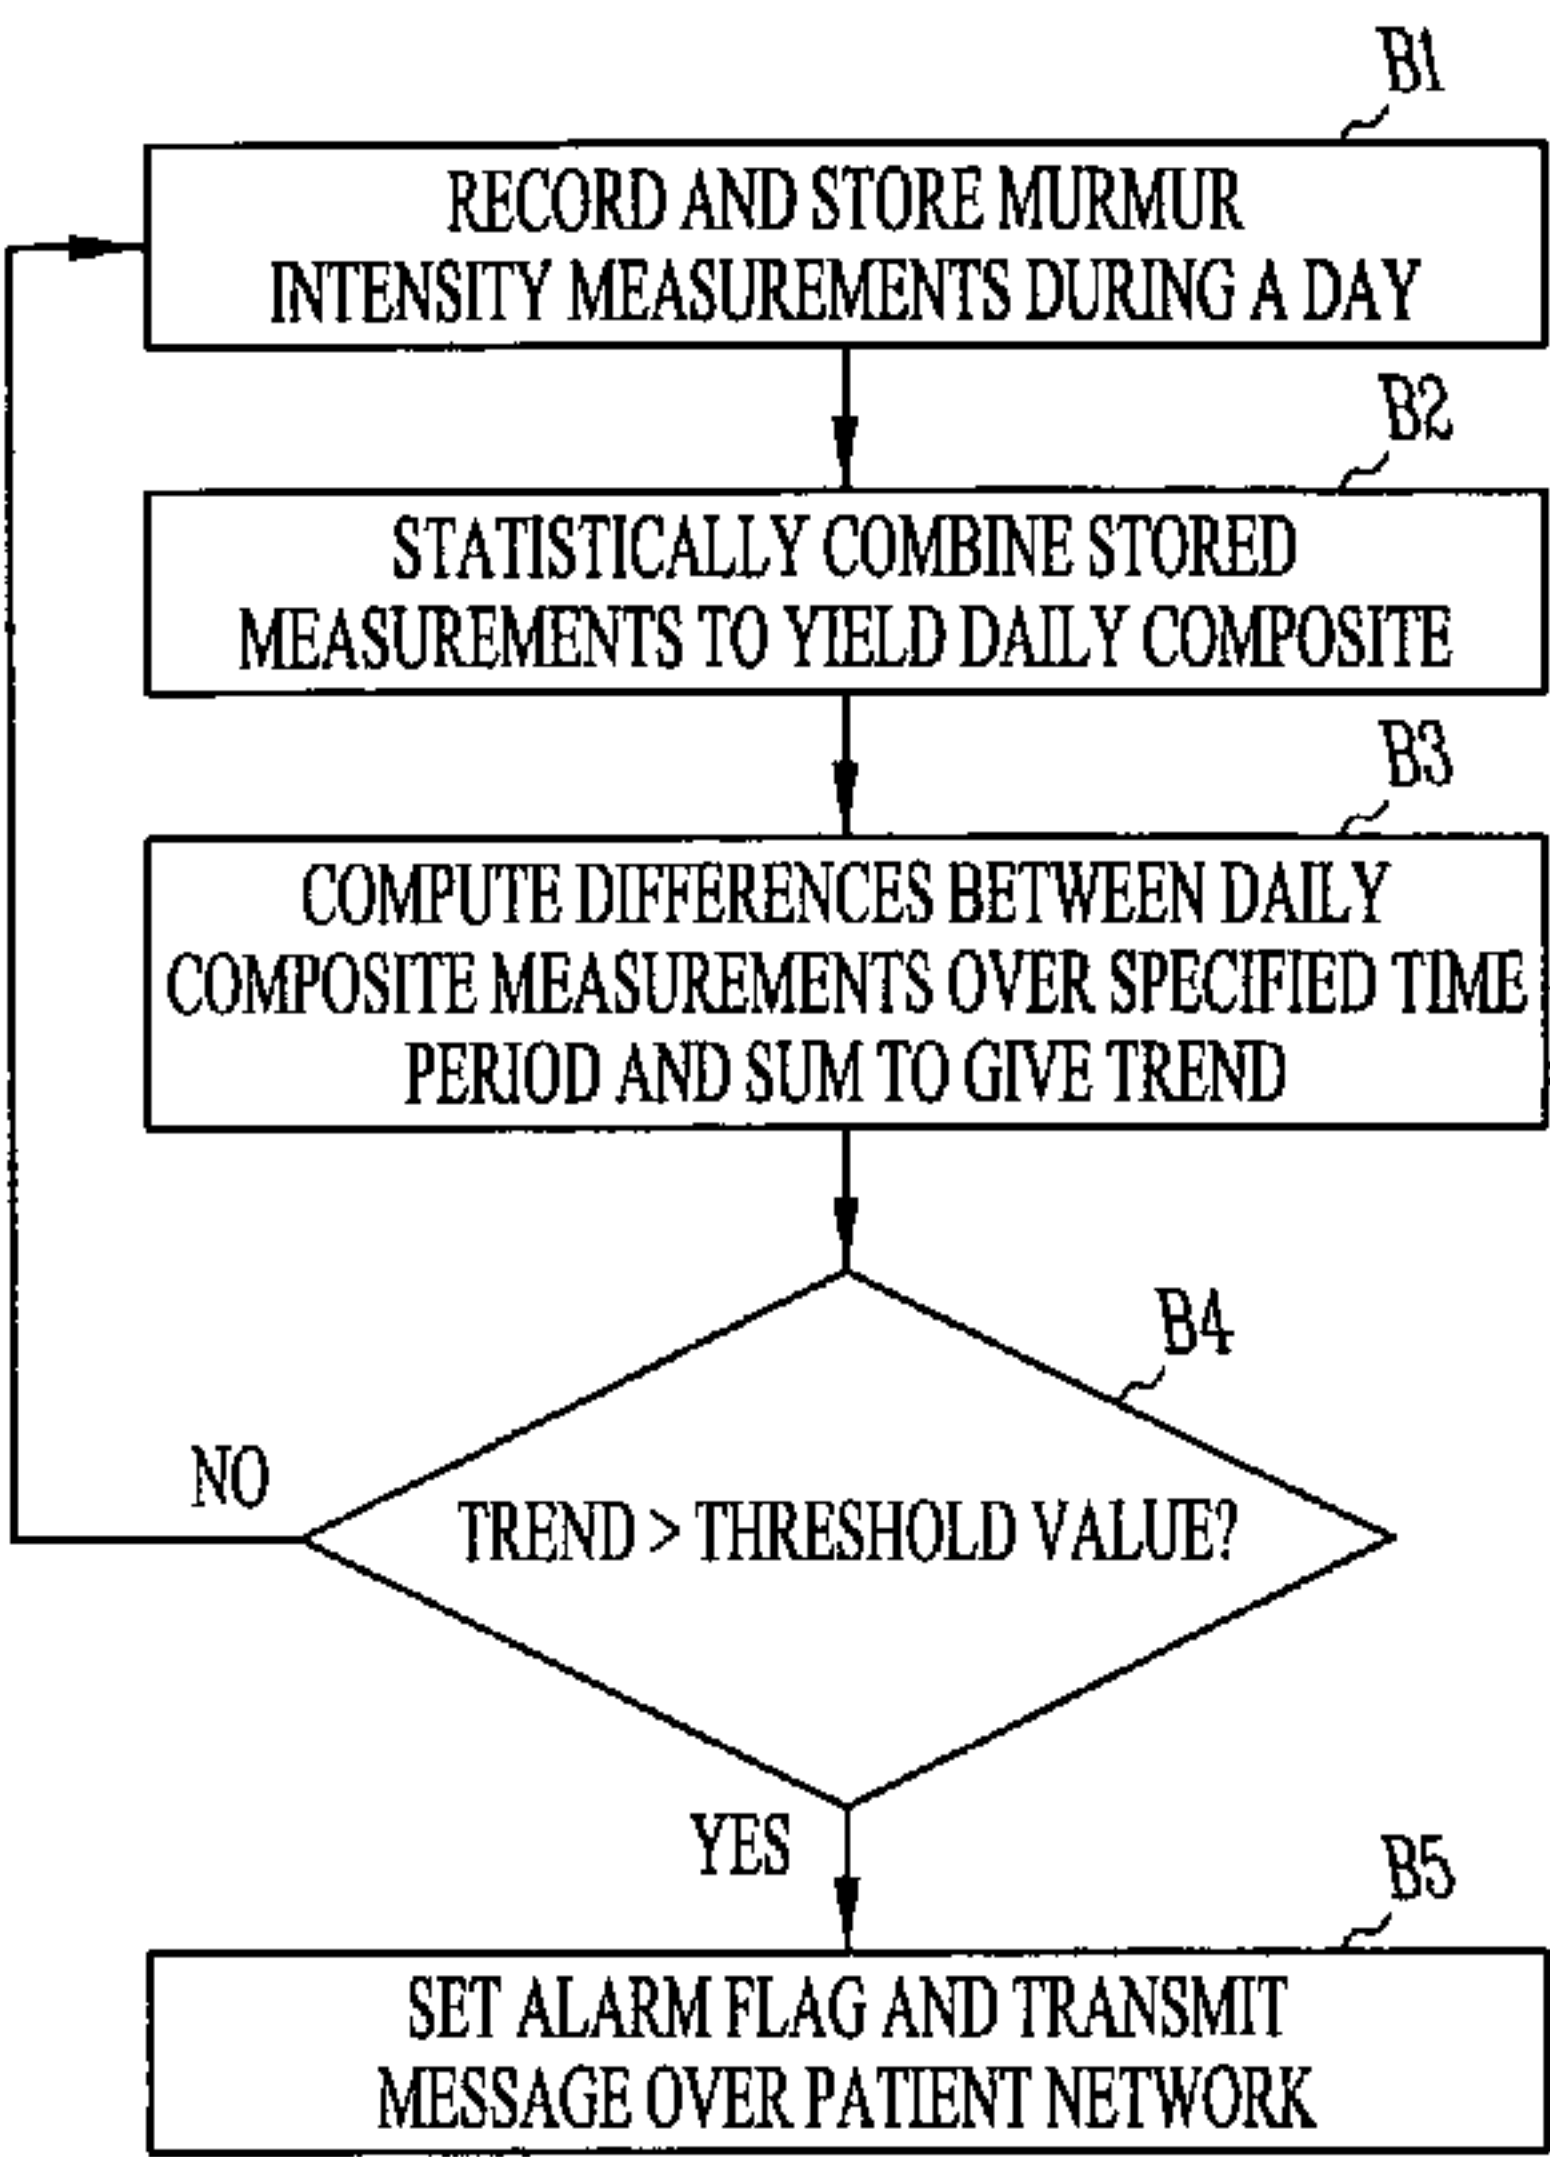 B1
RECORD AND STORE MURMUR
INTENSITY MEASUREMENTS DURING A DAY
B2
STATISTICALLY COMBINE STORED
MEASUREMENTS TO YIELD DAILY COMPOSITE
B3
COMPUTE DIFFERENCES BETWEEN DAILY
COMPOSITE MEASUREMENTS OVER SPECIFIED TIME
PERIOD AND SUM TO GIVE TREND
B4
NO
TREND > THRESHOLD VALUE?
YES
B5
SET ALARM FLAG AND TRANSMIT
MESSAGE OVER PATIENT NETWORK